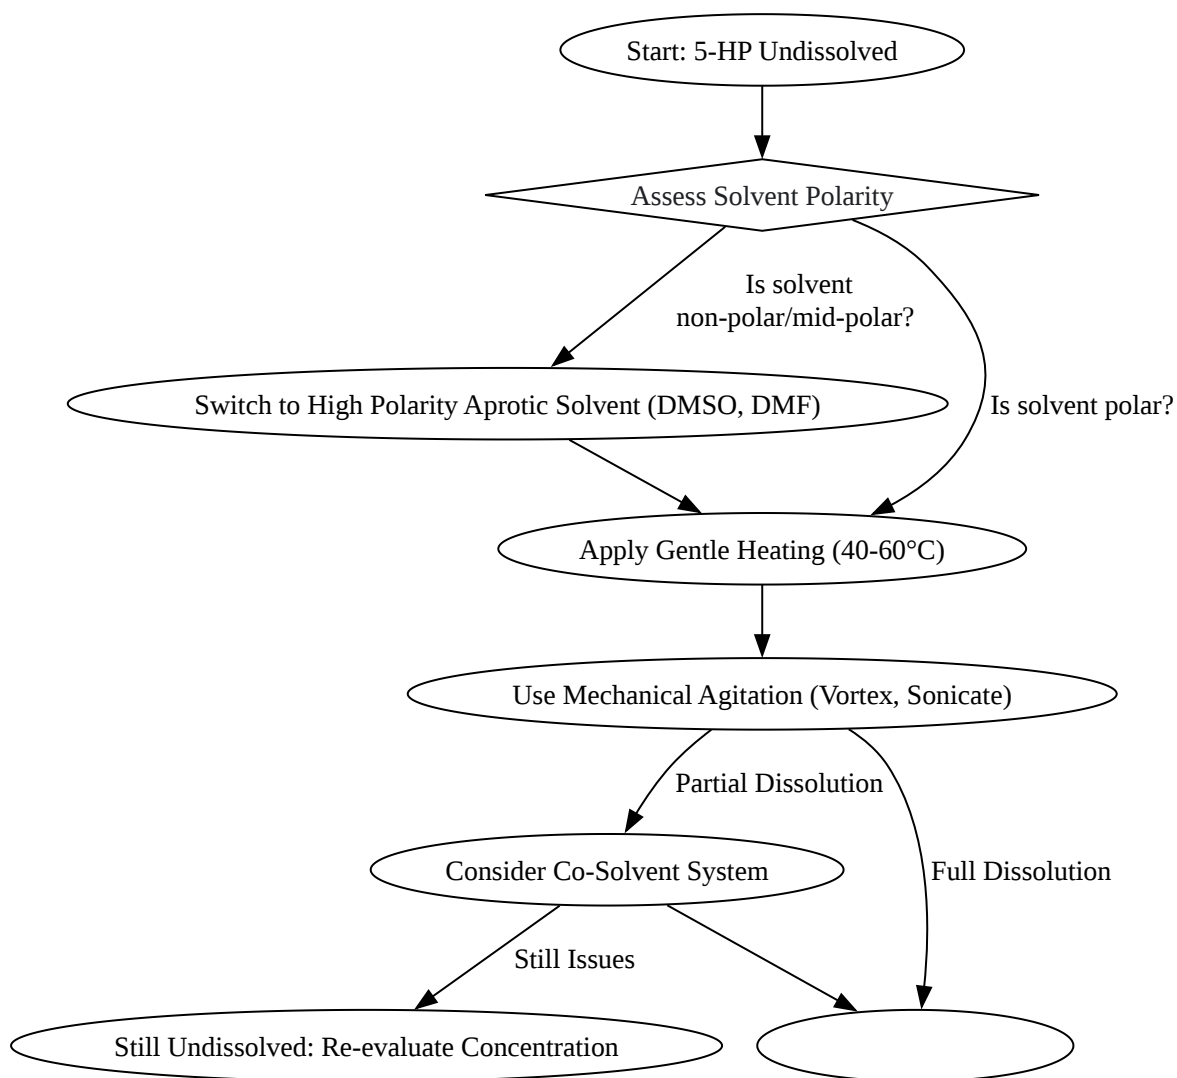 Start: 5-HP Undissolved
Assess Solvent Polarity
Is solvent
non-polar/mid-polar?
Switch to High Polarity Aprotic Solvent (DMSO, DMF)
Is solvent polar?
Apply Gentle Heating (40-60°C)
Use Mechanical Agitation (Vortex, Sonicate)
Partial Dissolution
Consider Co-Solvent System
Full Dissolution
Still Issues
Still Undissolved: Re-evaluate Concentration